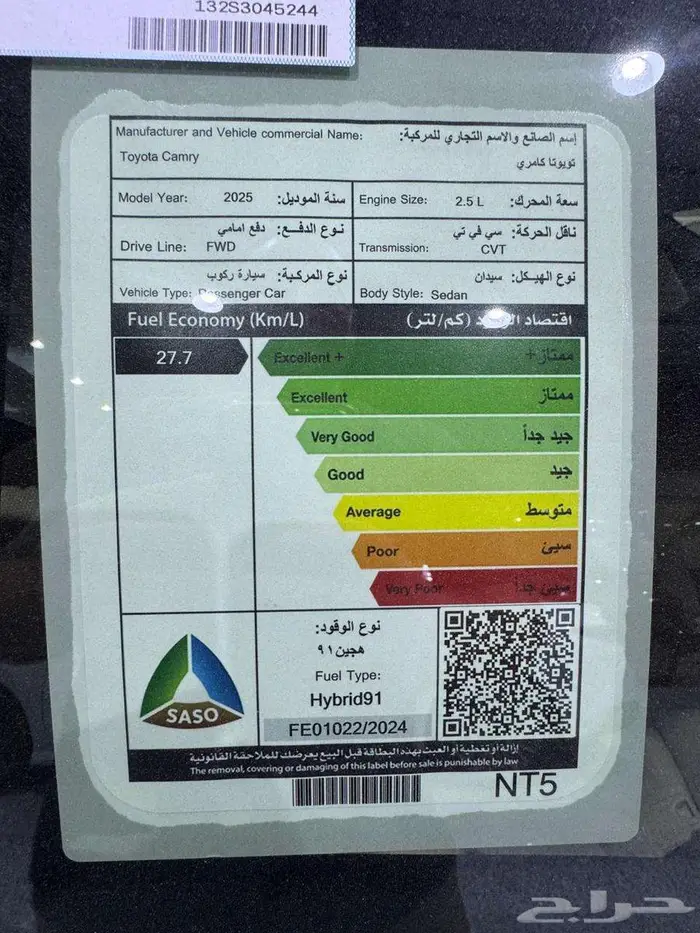 132S3045244
Manufacturer and Vehicle commercial Name: إسم الصانع والاسم التجاري للمركبة:
Toyota Camry تويوتا كامري
Model Year: 2025 سنة الموديل: Engine Size: 2.5 L سعة المحرك:
نوع الدفع: دفع امامي ناقل الحركة: سي في تي
Drive Line: FWD Transmission: CVT
نوع المركبة: سيارة ركوب نوع الهيكل: سيدان
Vehicle Type: Passenger Car Body Style: Sedan
Fuel Economy (Km/L) اقتصاد (كم/لتر)
27.7 Excellent + ممتاز+
Excellent ممتاز
Very Good جيد جداً
Good جيد
Average متوسط
Poor سيئ
Very Poor سيئ جداً
نوع الوقود:
هجين٩١
Fuel Type:
Hybrid91
SASO
FE01022/2024
إزالة أو تغطية أو العبث بهذه البطاقة قبل البيع يعرضك للملاحقة القانونية
The removal, covering or damaging of this label before sale is punishable by law
NT5
حراج